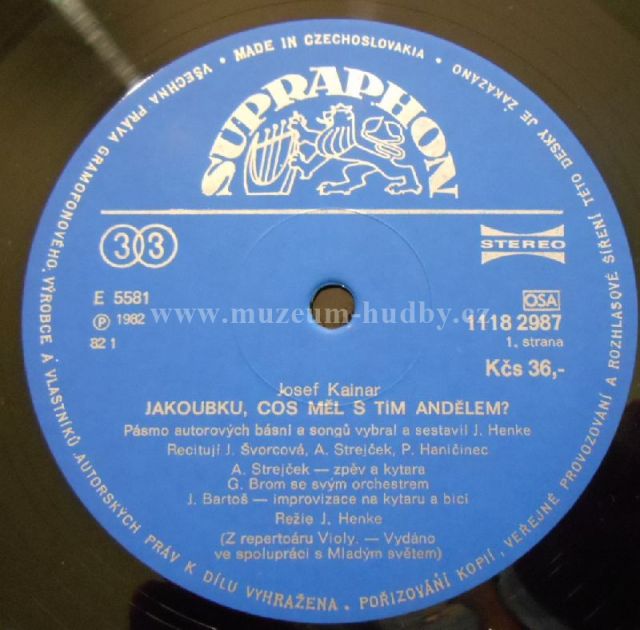 VŠECHNA PRÁVA GRAMOFONOVÉHO VÝROBCE A VLASTNÍKŮ AUTORSKÝCH PRÁV K DÍLU VYHRAŽENA. POŘIZOVÁNÍ KOPIÍ, VEŘEJNÉ PROVOZOVÁNÍ A ROZHLASOVÉ ŠÍŘENÍ TÉTO DESKY JE ZAKÁZÁNO • MADE IN CZECHOSLOVAKIA •
SUPRAPHON
33
STEREO
E 5581
OSA
www.muzeum-hudby.cz
Ⓟ 1982
1118 2987
82 1
1. strana
Kčs 36,-
Josef Kainar
JAKOUBKU, COS MĚL S TÍM ANDĚLEM?
Pásmo autorových básní a songů vybral a sestavil J. Henke
Recitují J. Švorcová, A. Strejček, P. Haničinec
A. Strejček — zpěv a kytara
G. Brom se svým orchestrem
J. Bartoš — improvizace na kytaru a bicí
Režie J. Henke
(Z repertoáru Violy. — Vydáno
ve spolupráci s Mladým světem)